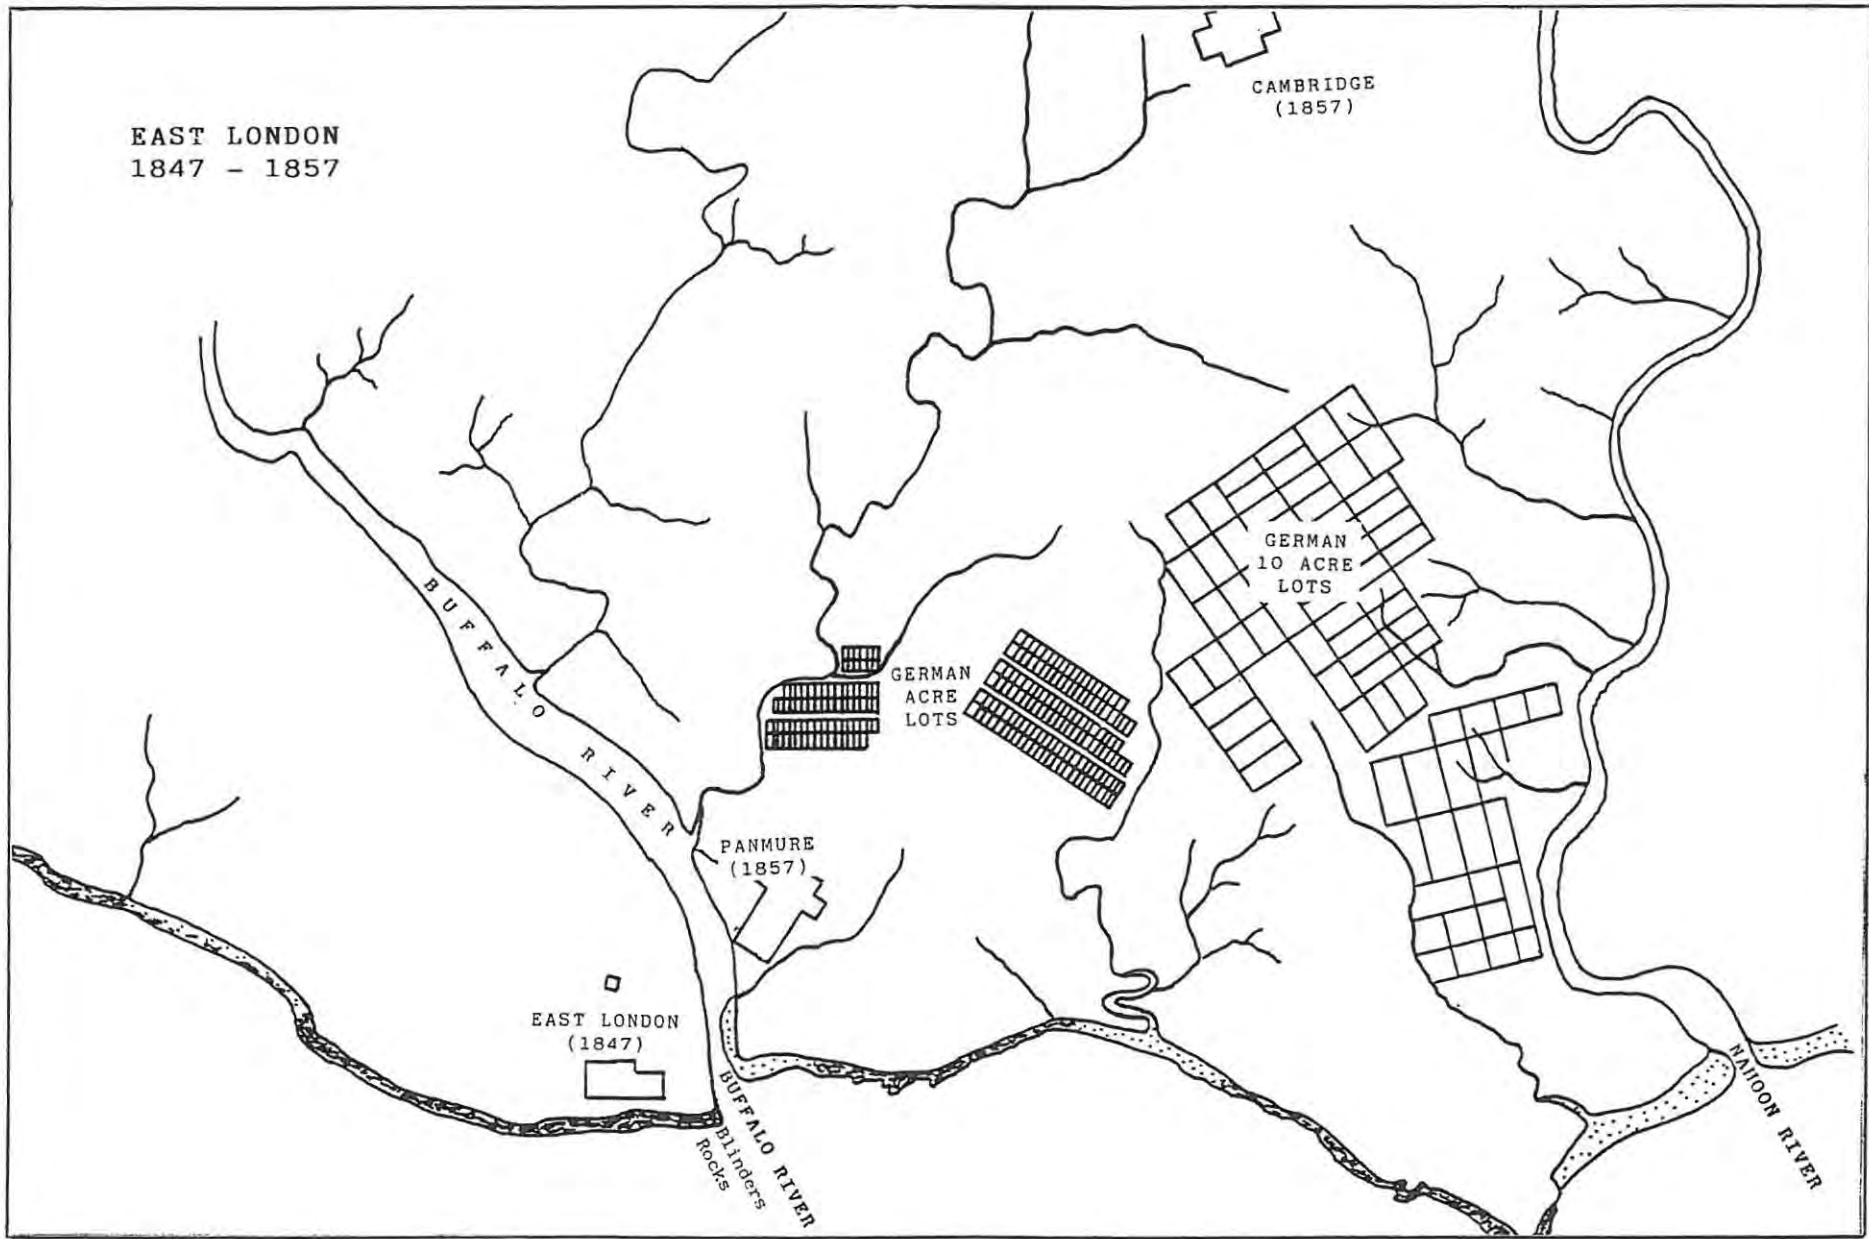 EAST LONDON
1847 - 1857
CAMBRIDGE
(1857)
GERMAN
10 ACRE
LOTS
BUFFALO RIVER
GERMAN
ACRE
LOTS
PANMURE
(1857)
EAST LONDON
(1847)
BUFFALO RIVER
Blinders
Rocks
NAHOON RIVER